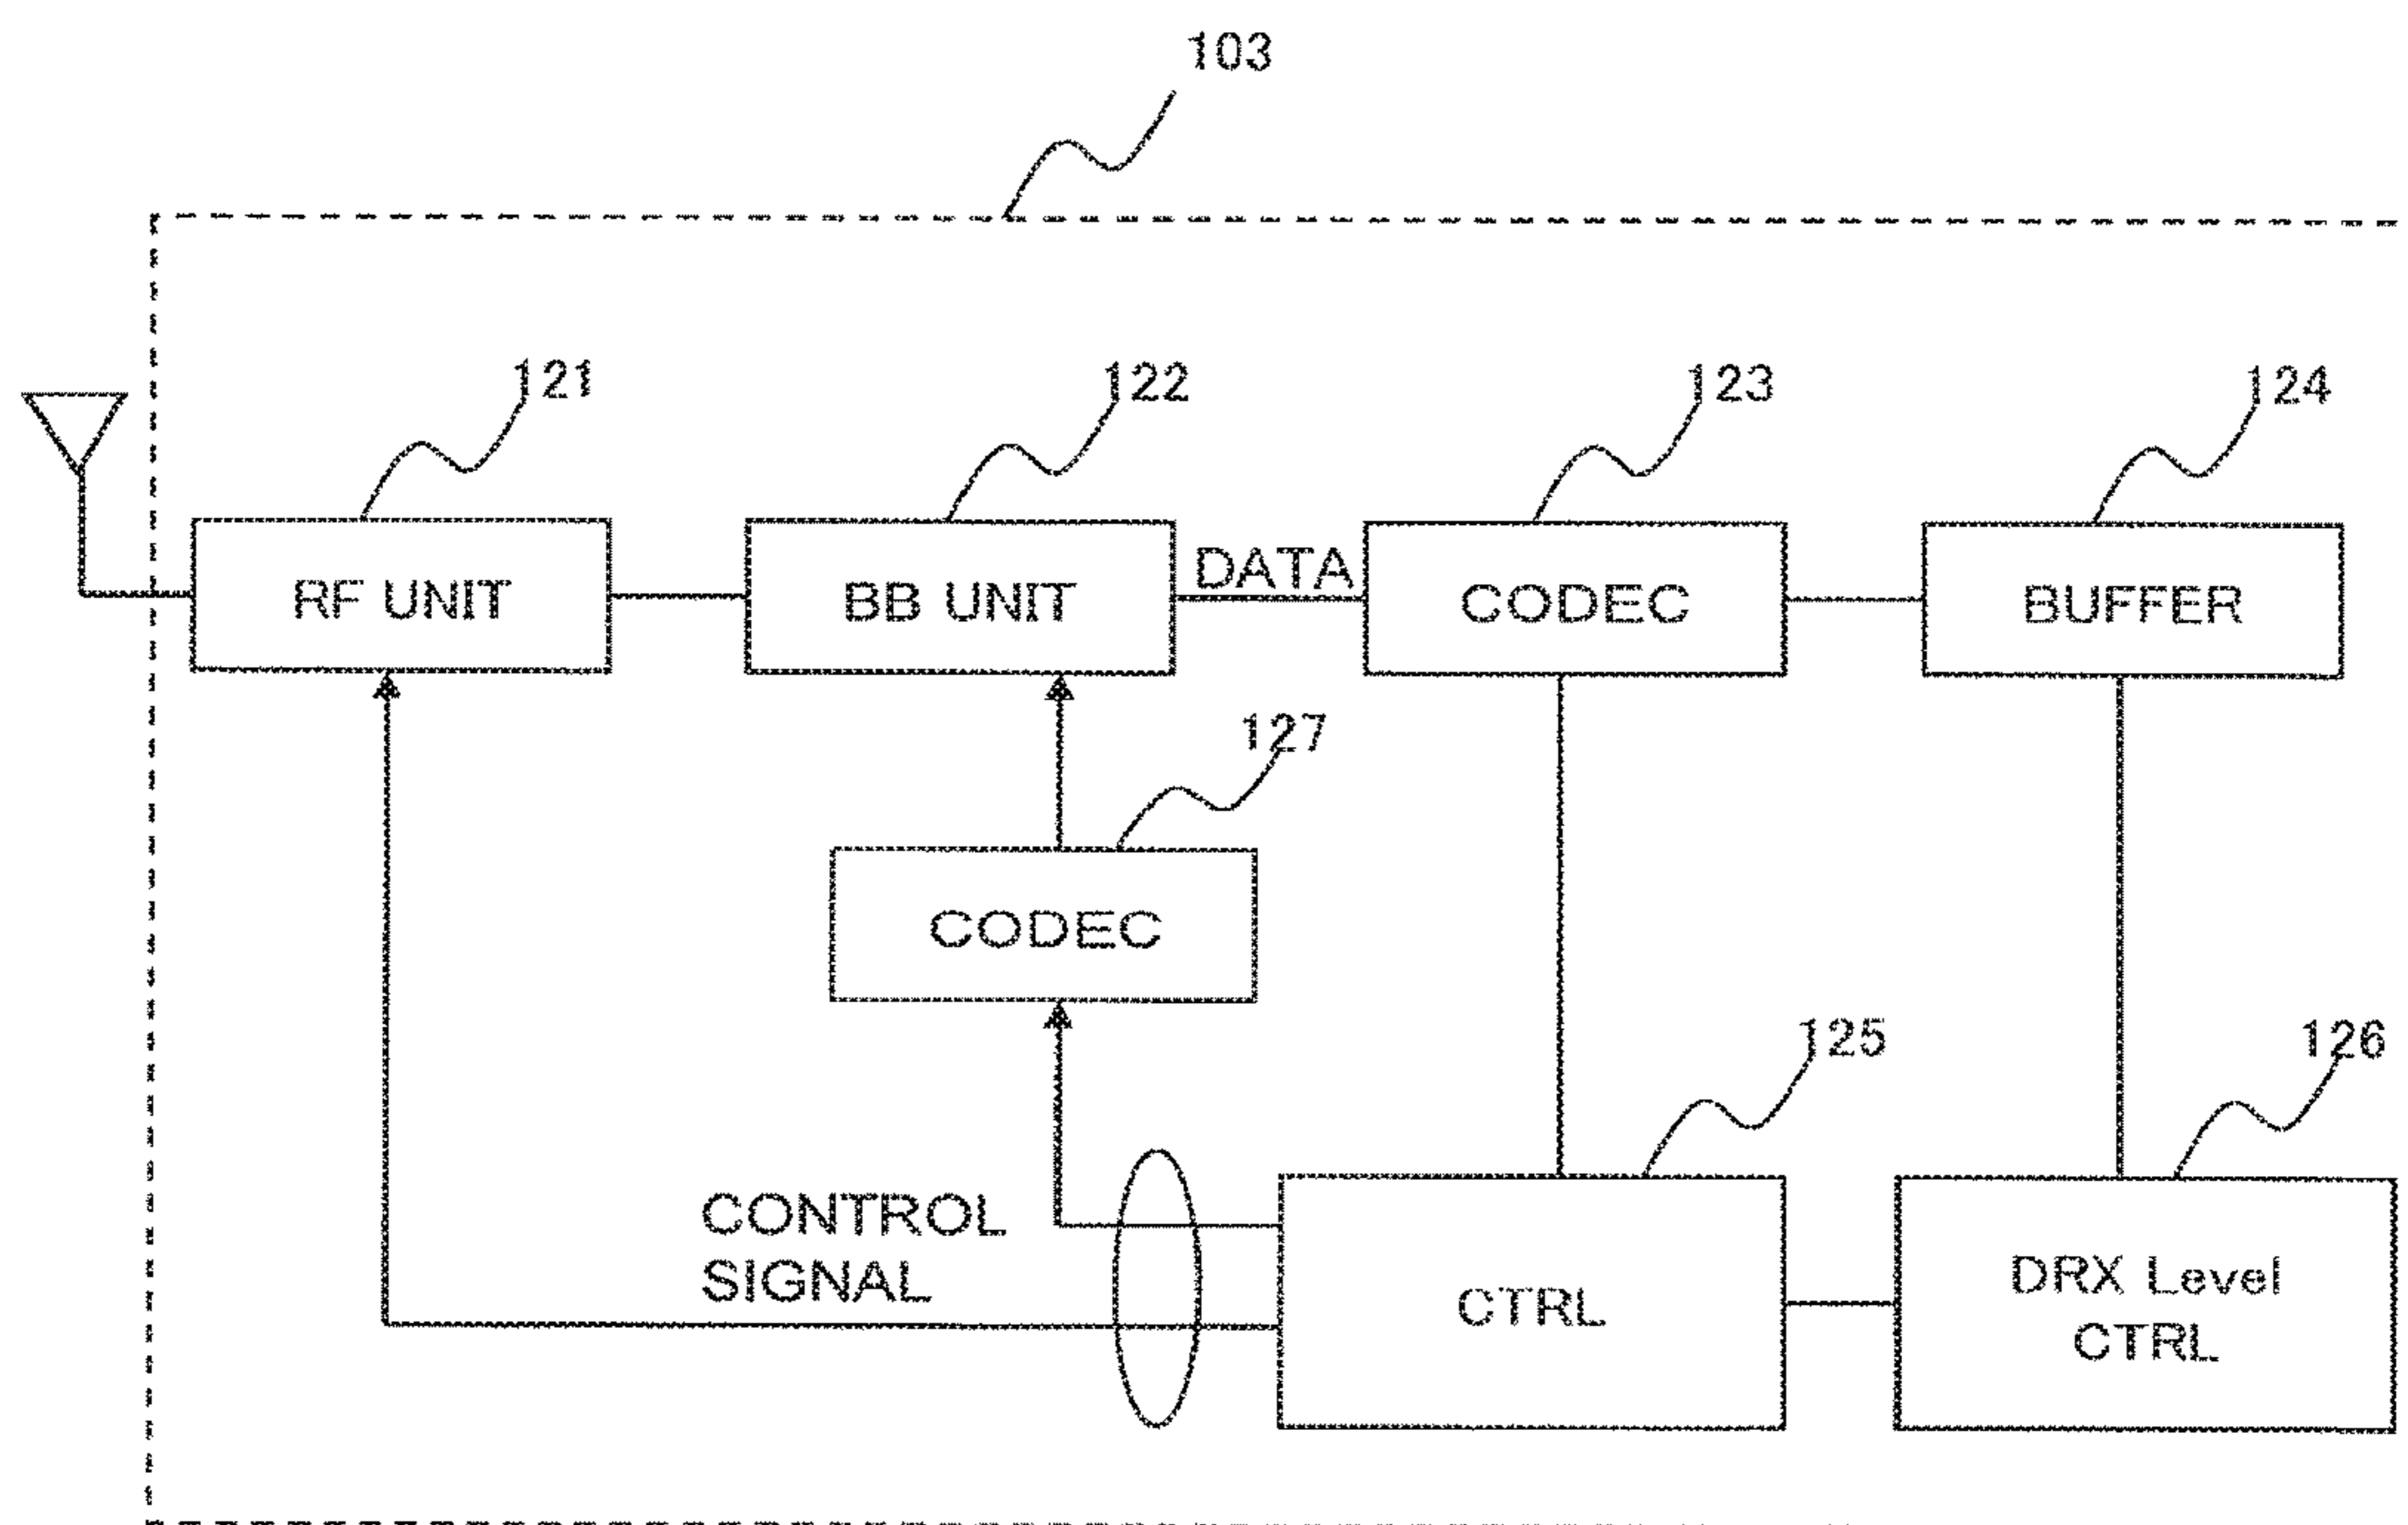 103
121
122
123
124
RF UNIT
BB UNIT
DATA
CODEC
BUFFER
127
CODEC
125
126
CONTROL
SIGNAL
CTRL
DRX Level
CTRL